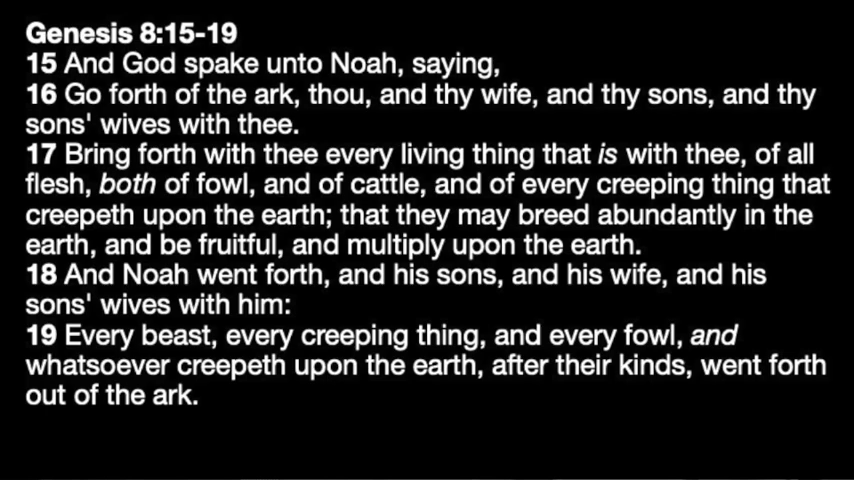 Genesis 8:15-19
15 And God spake unto Noah, saying,
16 Go forth of the ark, thou, and thy wife, and thy sons, and thy
sons' wives with thee.
17 Bring forth with thee every living thing that is with thee, of all
flesh, both of fowl, and of cattle, and of every creeping thing that
creepeth upon the earth; that they may breed abundantly in the
earth, and be fruitful, and multiply upon the earth.
18 And Noah went forth, and his sons, and his wife, and his
sons' wives with him:
19 Every beast, every creeping thing, and every fowl, and
whatsoever creepeth upon the earth, after their kinds, went forth
out of the ark.